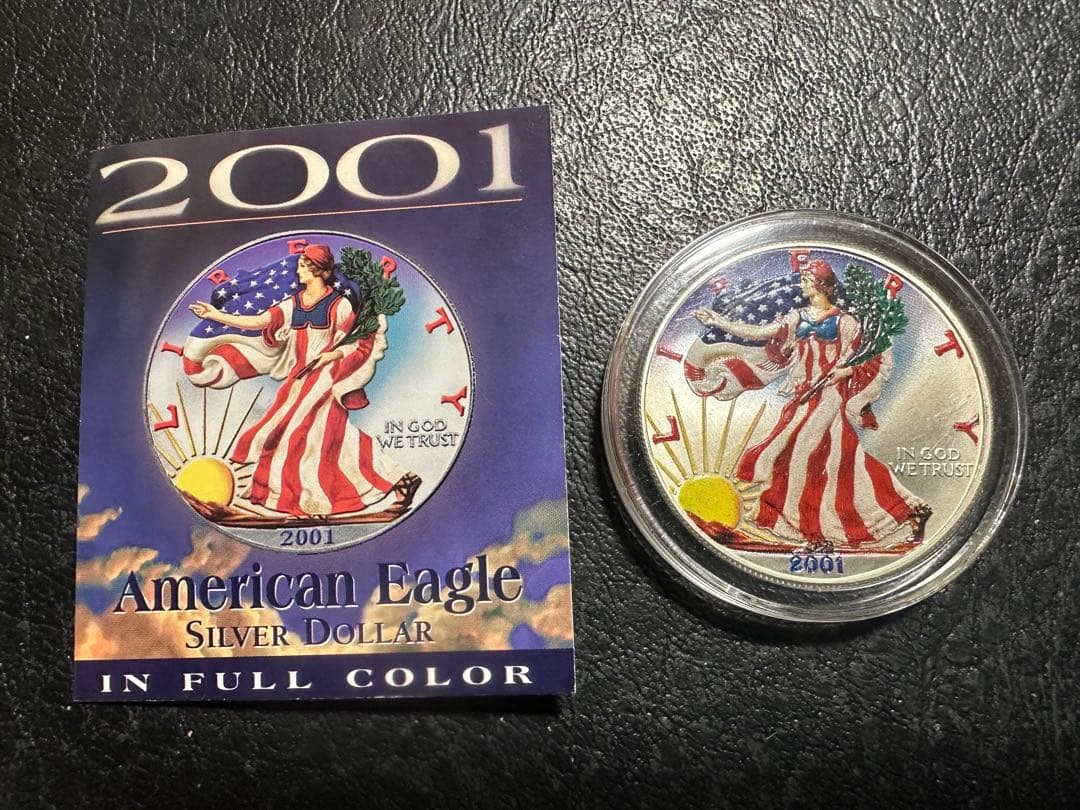 2001
LIBERTY
IN GOD
WE TRUST
2001
American Eagle
SILVER DOLLAR
IN FULL COLOR
LIBERTY
IN GOD
WE TRUST
2001